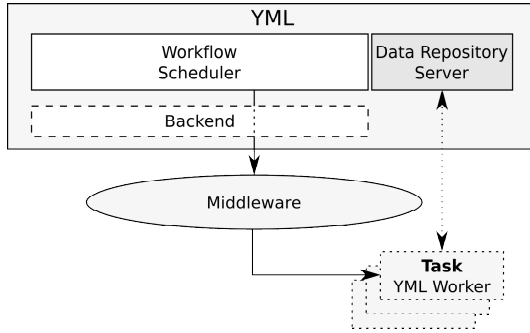 YML
Workflow
Scheduler
Data Repository
Server
Backend
Middleware
Task
YML Worker